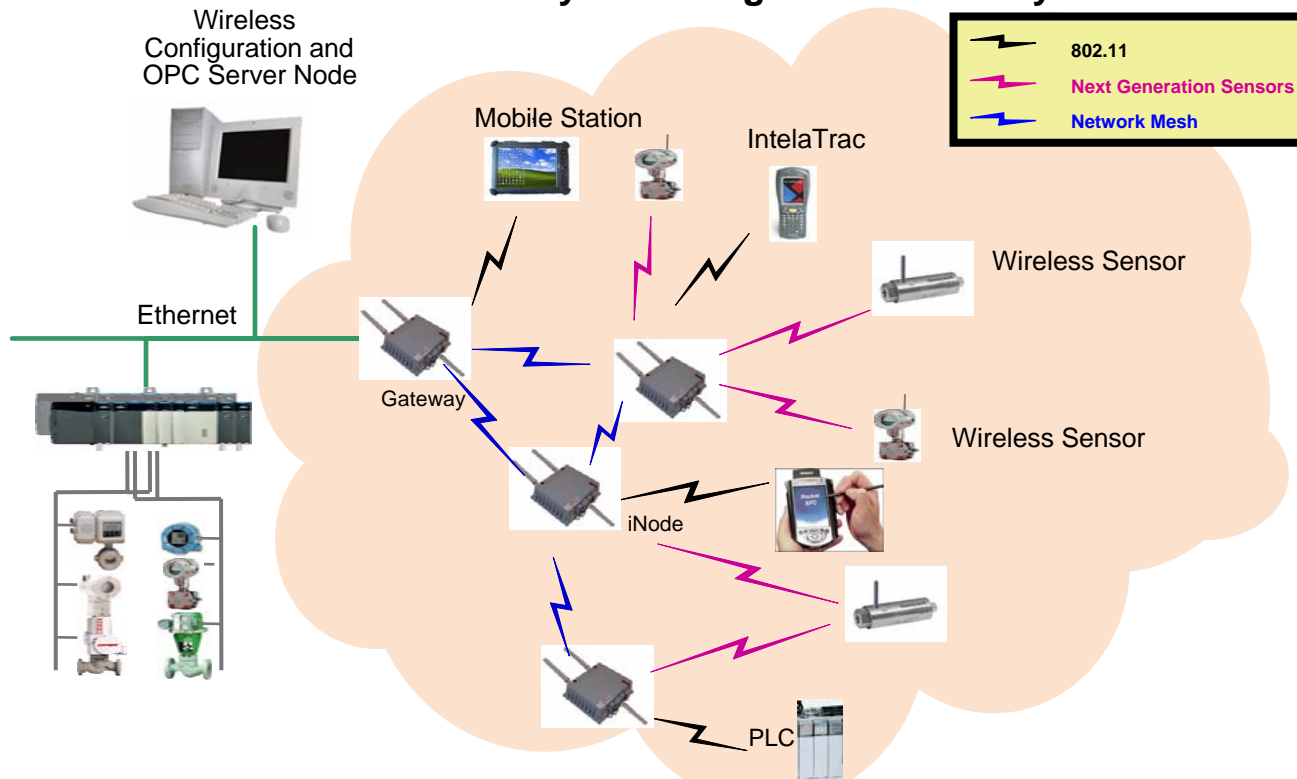 Wireless
Configuration and
OPC Server Node
802.11
Next Generation Sensors
Network Mesh
Mobile Station
IntelaTrac
Wireless Sensor
Ethernet
Gateway
Wireless Sensor
iNode
Pocket
PLC